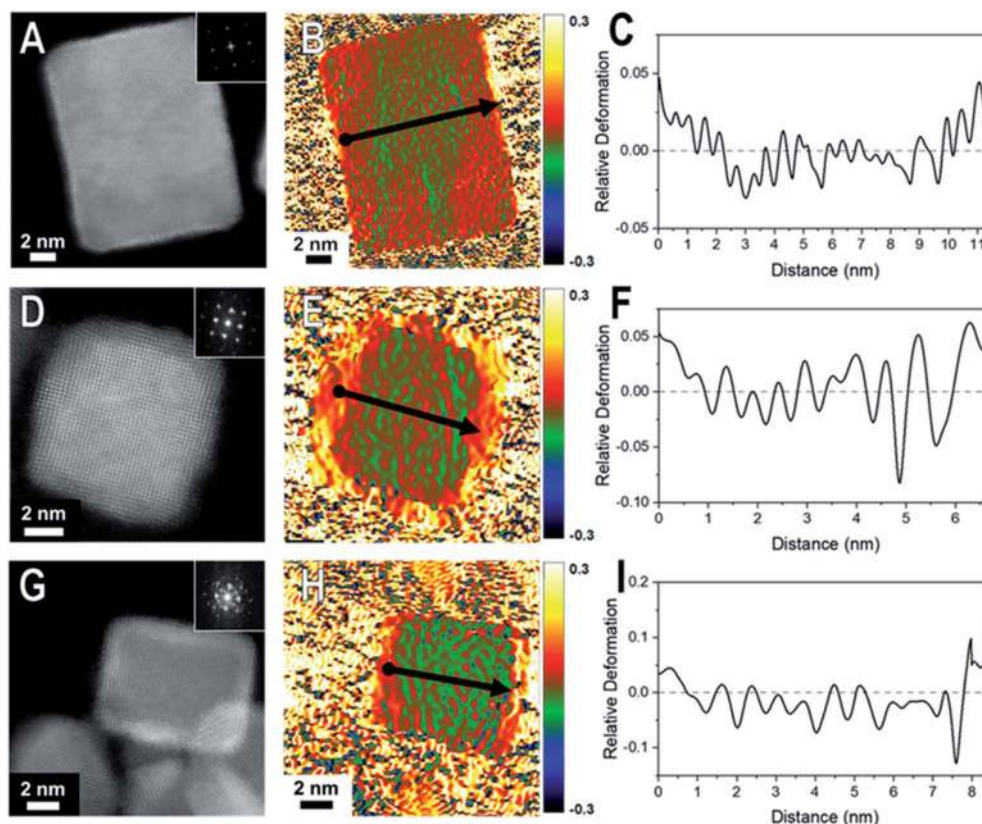 A
2 nm
B
2 nm
0.3
-0.3
C
Relative Deformation
0.05
0.00
-0.05
0 1 2 3 4 5 6 7 8 9 10 11
Distance (nm)
D
2 nm
E
2 nm
0.3
-0.3
F
Relative Deformation
0.05
0.00
-0.05
-0.10
0 1 2 3 4 5 6
Distance (nm)
G
2 nm
H
2 nm
0.3
-0.3
I
Relative Deformation
0.2
0.1
0.0
-0.1
0 1 2 3 4 5 6 7 8
Distance (nm)